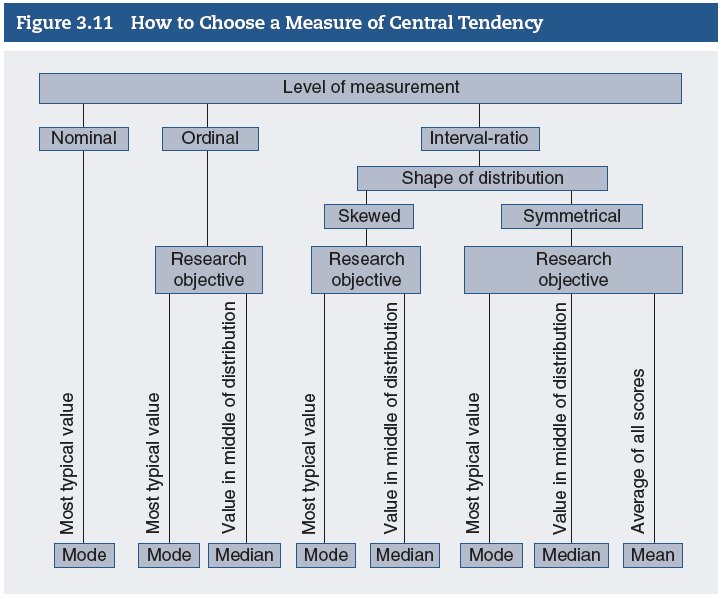 Figure 3.11 How to Choose a Measure of Central Tendency
Level of measurement
Nominal
Ordinal
Interval-ratio
Shape of distribution
Skewed
Symmetrical
Research
objective
Research
objective
Research
objective
Most typical value
Most typical value
Value in middle of distribution
Most typical value
Value in middle of distribution
Most typical value
Value in middle of distribution
Average of all scores
Mode
Mode
Median
Mode
Median
Mode
Median
Mean